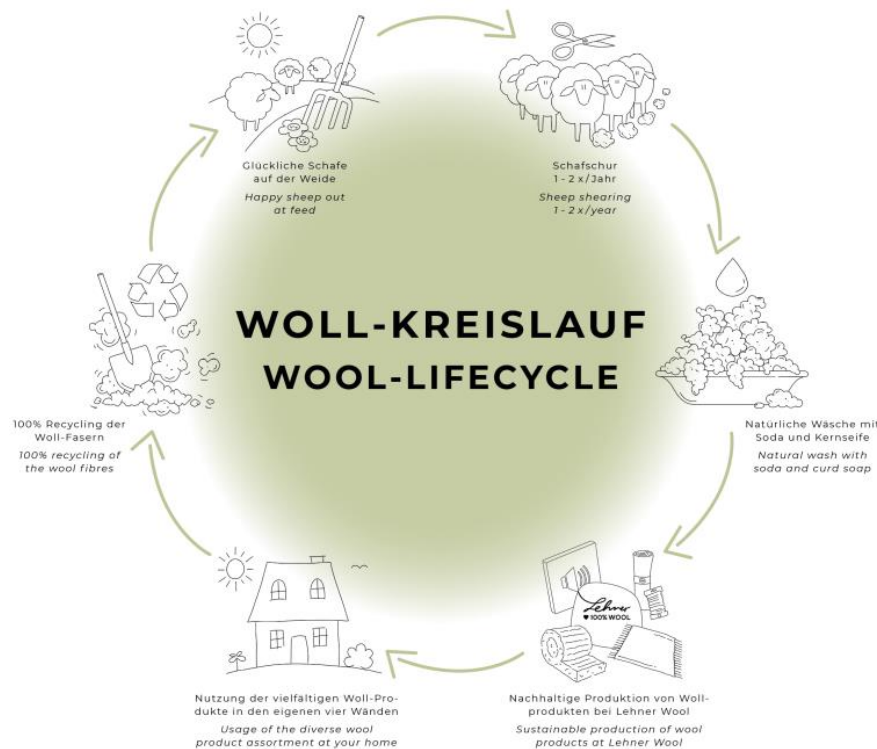 Glückliche Schafe
auf der Weide
Happy sheep out
at feed
Schafschur
1 - 2 x / Jahr
Sheep shearing
1 - 2 x / year
WOLL-KREISLAUF
WOOL-LIFECYCLE
Natürliche Wäsche mit
Soda und Kernseife
Natural wash with
soda and curd soap
Lehner
♥ 100% WOOL
Nachhaltige Produktion von Woll-
produkten bei Lehner Wool
Sustainable production of wool
products at Lehner Wool
Nutzung der vielfältigen Woll-Pro-
dukte in den eigenen vier Wänden
Usage of the diverse wool
product assortment at your home
100% Recycling der
Woll-Fasern
100% recycling of
the wool fibres